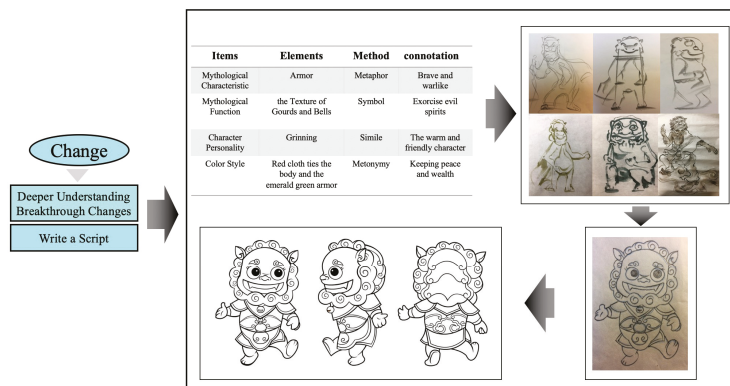 Change
Deeper Understanding
Breakthrough Changes
Write a Script
Items Elements Method connotation
Mythological Characteristic Armor Metaphor Brave and warlike
Mythological Function the Texture of Gourds and Bells Symbol Exorcise evil spirits
Character Personality Grinning Simile The warm and friendly character
Color Style Red cloth ties the body and the emerald green armor Metonymy Keeping peace and wealth